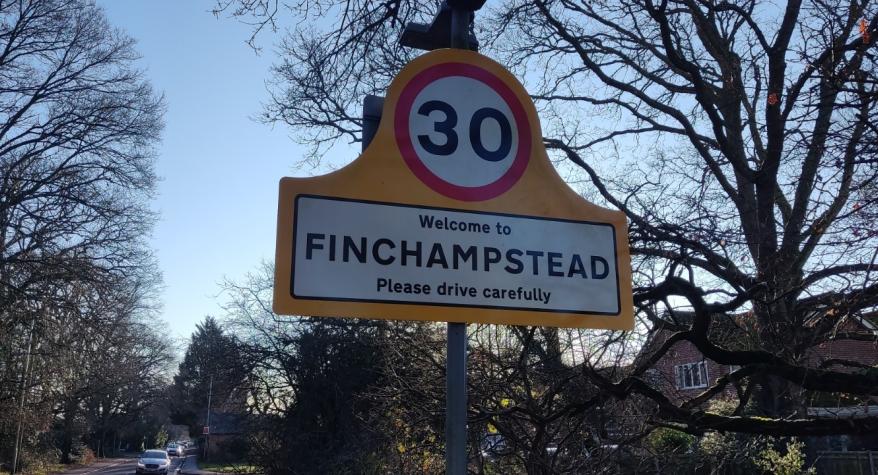 30
Welcome to
FINCHAMPSTEAD
Please drive carefully